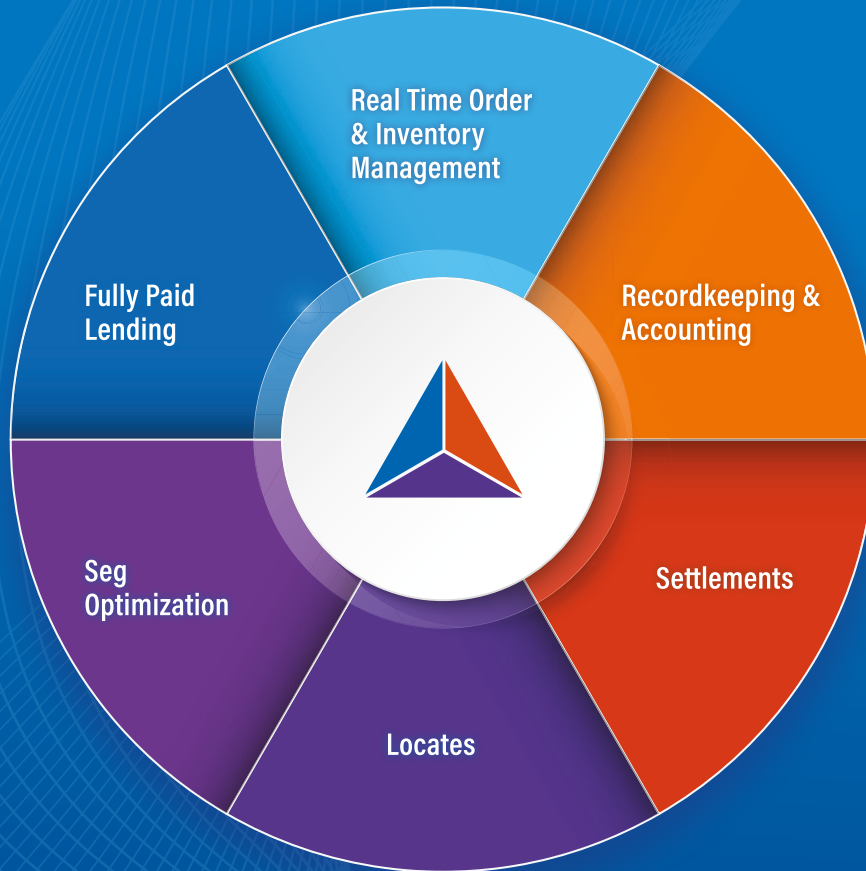 Real Time Order
& Inventory
Management
Recordkeeping &
Accounting
Settlements
Locates
Seg
Optimization
Fully Paid
Lending